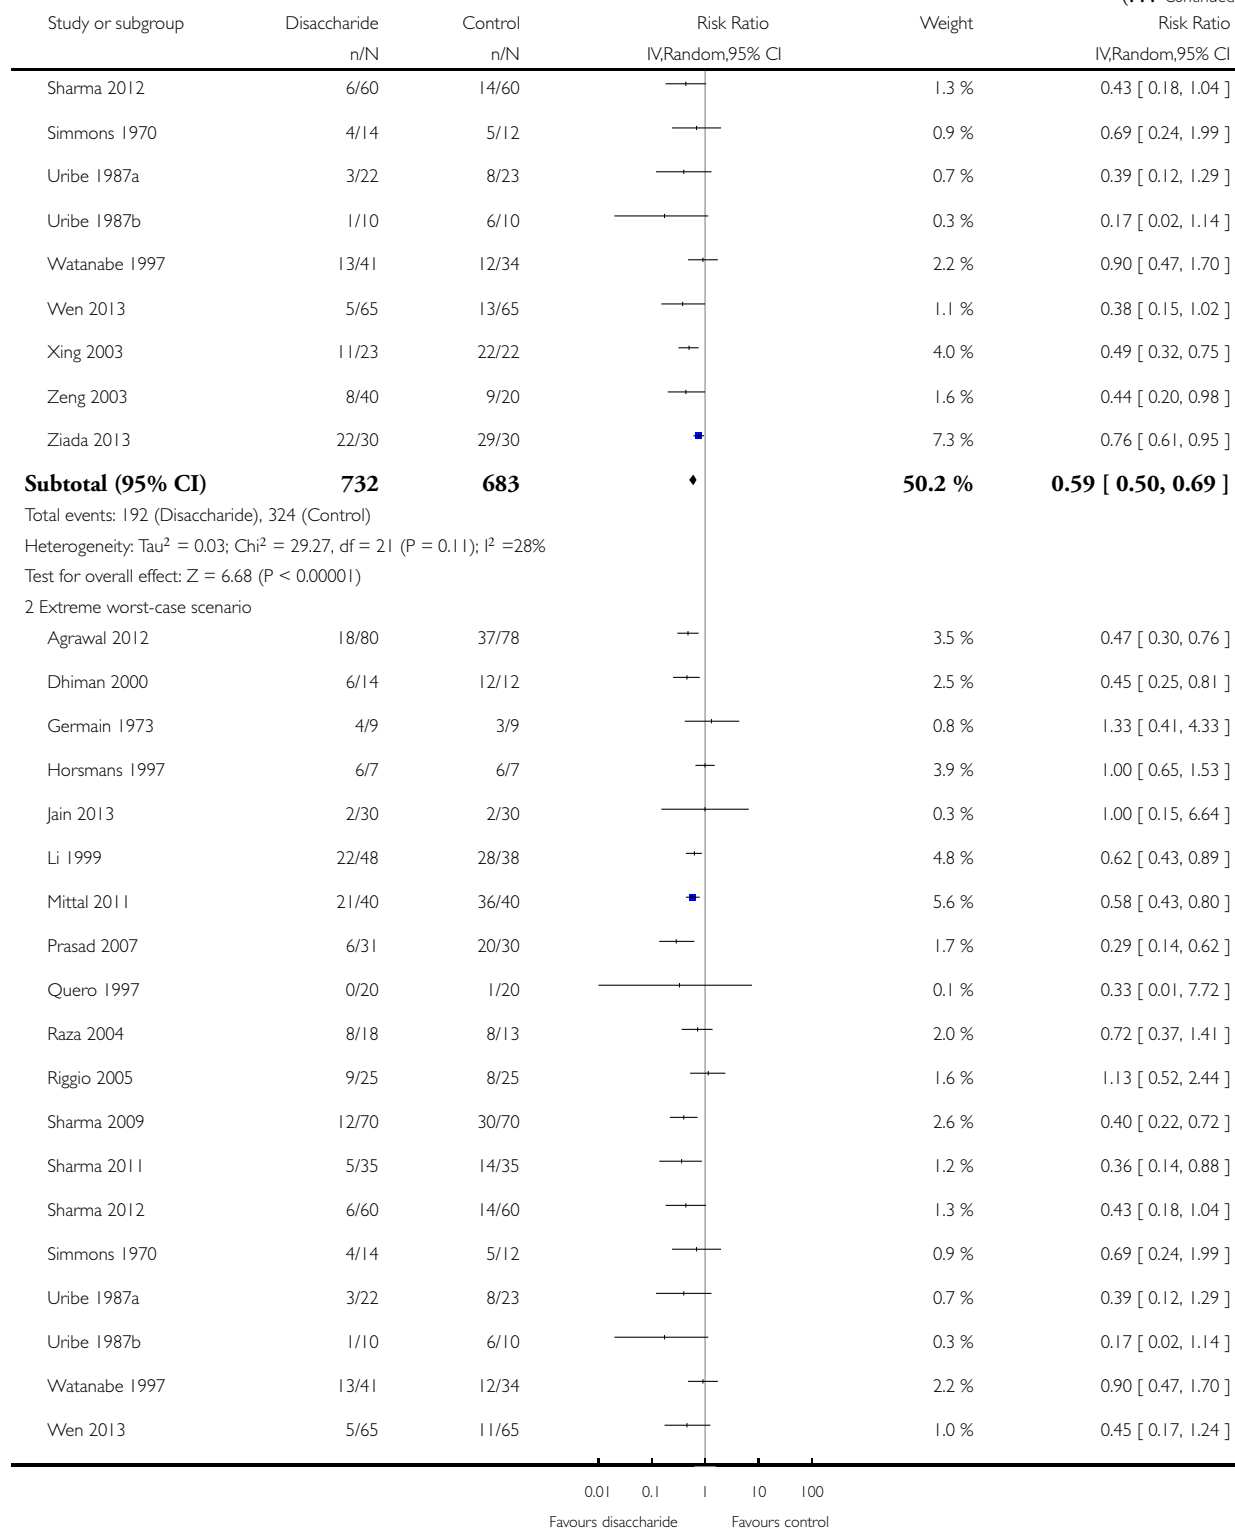 Continued
Study or subgroup Disaccharide Control Risk Ratio Weight Risk Ratio
n/N n/N IV,Random,95% CI IV,Random,95% CI
Sharma 2012 6/60 14/60 1.3 % 0.43 [ 0.18, 1.04 ]
Simmons 1970 4/14 5/12 0.9 % 0.69 [ 0.24, 1.99 ]
Uribe 1987a 3/22 8/23 0.7 % 0.39 [ 0.12, 1.29 ]
Uribe 1987b 1/10 6/10 0.3 % 0.17 [ 0.02, 1.14 ]
Watanabe 1997 13/41 12/34 2.2 % 0.90 [ 0.47, 1.70 ]
Wen 2013 5/65 13/65 1.1 % 0.38 [ 0.15, 1.02 ]
Xing 2003 11/23 22/22 4.0 % 0.49 [ 0.32, 0.75 ]
Zeng 2003 8/40 9/20 1.6 % 0.44 [ 0.20, 0.98 ]
Ziada 2013 22/30 29/30 7.3 % 0.76 [ 0.61, 0.95 ]
Subtotal (95% CI) 732 683 50.2 % 0.59 [ 0.50, 0.69 ]
Total events: 192 (Disaccharide), 324 (Control)
Heterogeneity: Tau² = 0.03; Chi² = 29.27, df = 21 (P = 0.11); I² =28%
Test for overall effect: Z = 6.68 (P < 0.00001)
2 Extreme worst-case scenario
Agrawal 2012 18/80 37/78 3.5 % 0.47 [ 0.30, 0.76 ]
Dhiman 2000 6/14 12/12 2.5 % 0.45 [ 0.25, 0.81 ]
Germain 1973 4/9 3/9 0.8 % 1.33 [ 0.41, 4.33 ]
Horsmans 1997 6/7 6/7 3.9 % 1.00 [ 0.65, 1.53 ]
Jain 2013 2/30 2/30 0.3 % 1.00 [ 0.15, 6.64 ]
Li 1999 22/48 28/38 4.8 % 0.62 [ 0.43, 0.89 ]
Mittal 2011 21/40 36/40 5.6 % 0.58 [ 0.43, 0.80 ]
Prasad 2007 6/31 20/30 1.7 % 0.29 [ 0.14, 0.62 ]
Quero 1997 0/20 1/20 0.1 % 0.33 [ 0.01, 7.72 ]
Raza 2004 8/18 8/13 2.0 % 0.72 [ 0.37, 1.41 ]
Riggio 2005 9/25 8/25 1.6 % 1.13 [ 0.52, 2.44 ]
Sharma 2009 12/70 30/70 2.6 % 0.40 [ 0.22, 0.72 ]
Sharma 2011 5/35 14/35 1.2 % 0.36 [ 0.14, 0.88 ]
Sharma 2012 6/60 14/60 1.3 % 0.43 [ 0.18, 1.04 ]
Simmons 1970 4/14 5/12 0.9 % 0.69 [ 0.24, 1.99 ]
Uribe 1987a 3/22 8/23 0.7 % 0.39 [ 0.12, 1.29 ]
Uribe 1987b 1/10 6/10 0.3 % 0.17 [ 0.02, 1.14 ]
Watanabe 1997 13/41 12/34 2.2 % 0.90 [ 0.47, 1.70 ]
Wen 2013 5/65 11/65 1.0 % 0.45 [ 0.17, 1.24 ]
0.01 0.1 1 10 100
Favours disaccharide Favours control